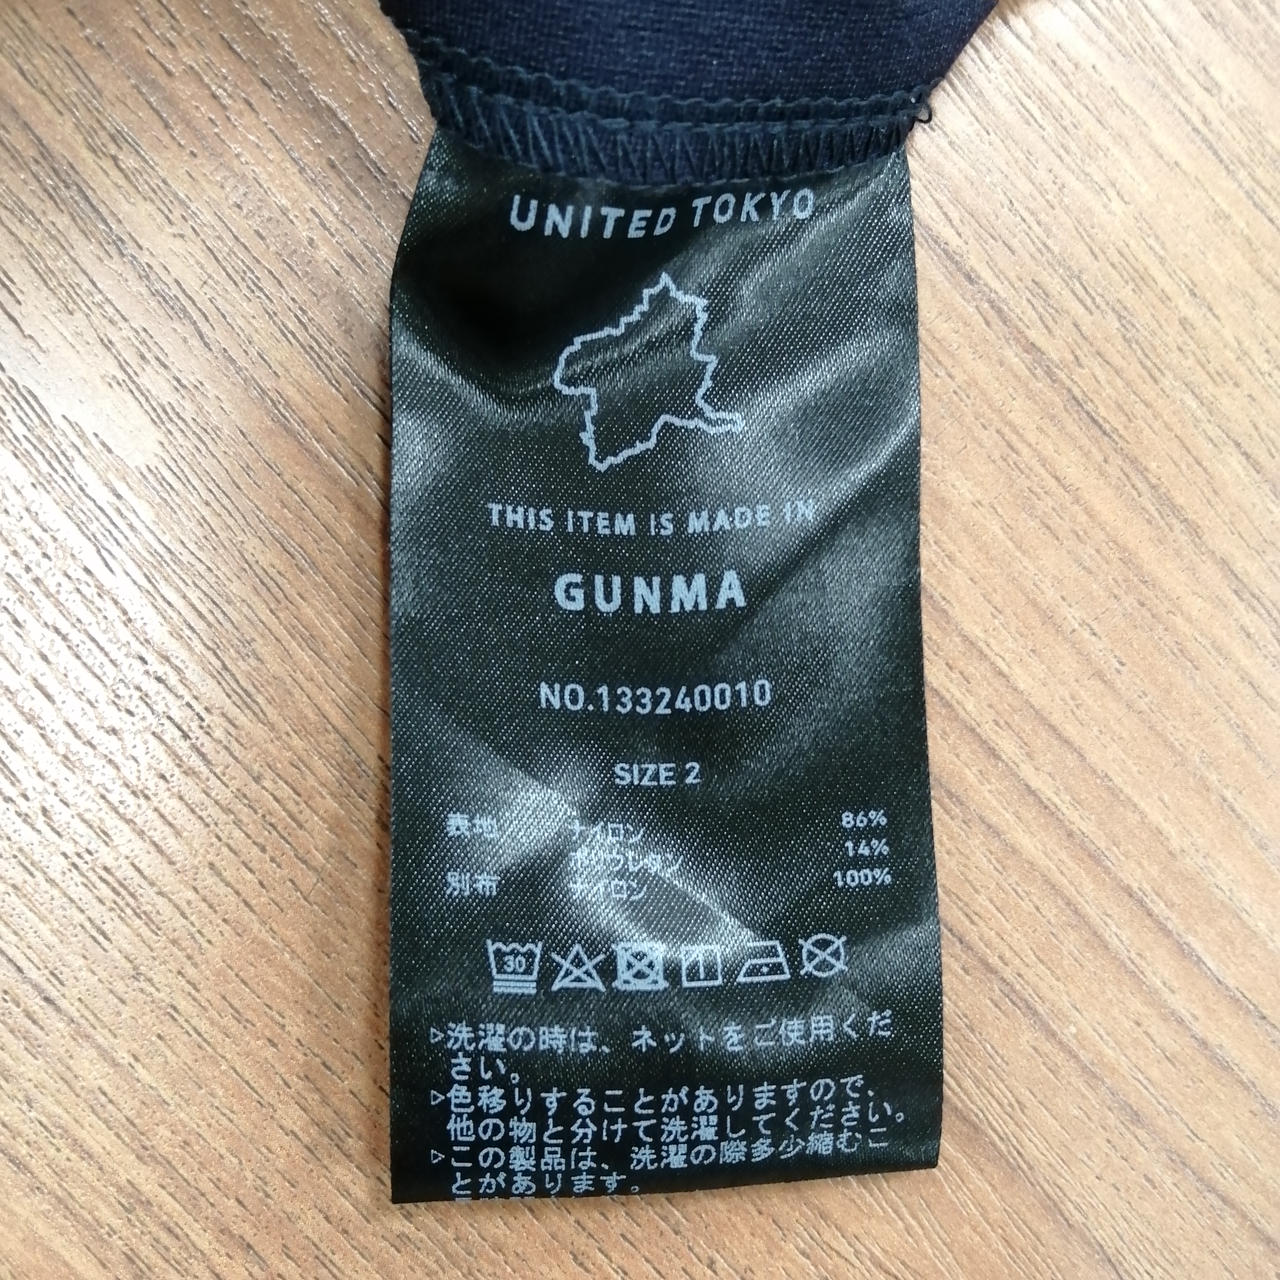 UNITED TOKYO
THIS ITEM IS MADE IN
GUNMA
NO.133240010
SIZE 2
表地 ナイロン 86%
ポリウレタン 14%
別布 ナイロン 100%
30
▷洗濯の時は、ネットをご使用くだ
さい。
▷色移りすることがありますので、
他の物と分けて洗濯してください。
▷この製品は、洗濯の際多少縮むこ
とがあります。